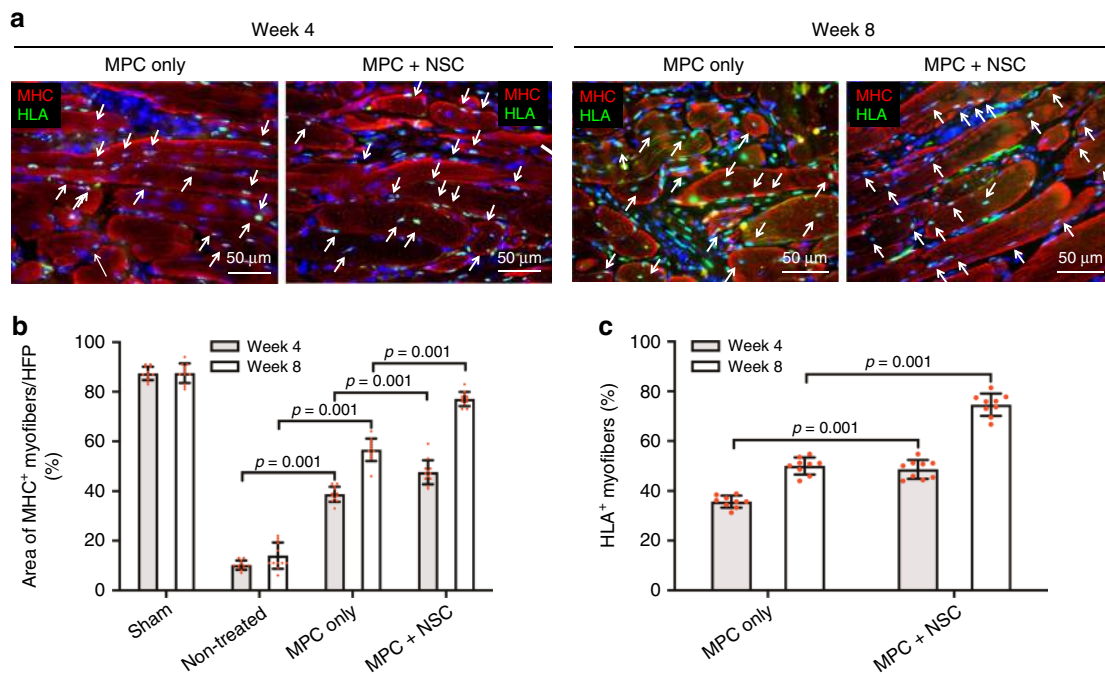 a
Week 4
Week 8
MPC only
MPC + NSC
MPC only
MPC + NSC
MHC
HLA
50 μm
MHC
HLA
50 μm
MHC
HLA
50 μm
MHC
HLA
50 μm
b
Area of MHC⁺ myofibers/HFP
(%)
100
80
60
40
20
0
Week 4
Week 8
p = 0.001
p = 0.001
p = 0.001
p = 0.001
Sham
Non-treated
MPC only
MPC + NSC
c
HLA⁺ myofibers (%)
100
80
60
40
20
0
Week 4
Week 8
p = 0.001
p = 0.001
MPC only
MPC + NSC